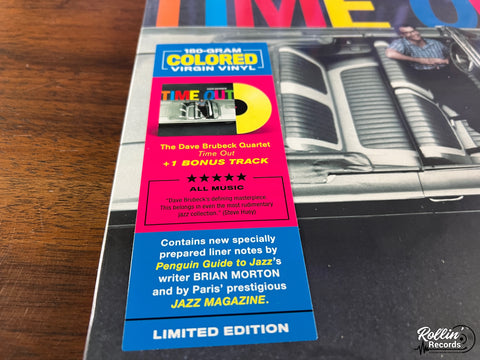 TIME OUT
180-GRAM
COLORED
VIRGIN VINYL
TIME OUT
The Dave Brubeck Quartet
Time Out
+1 BONUS TRACK
★★★★★
ALL MUSIC
"Dave Brubeck's defining masterpiece.
This belongs in even the most rudimentary
jazz collection." (Steve Huey)
Contains new specially
prepared liner notes by
Penguin Guide to Jazz's
writer BRIAN MORTON
and by Paris' prestigious
JAZZ MAGAZINE.
LIMITED EDITION
Rollin'
Records